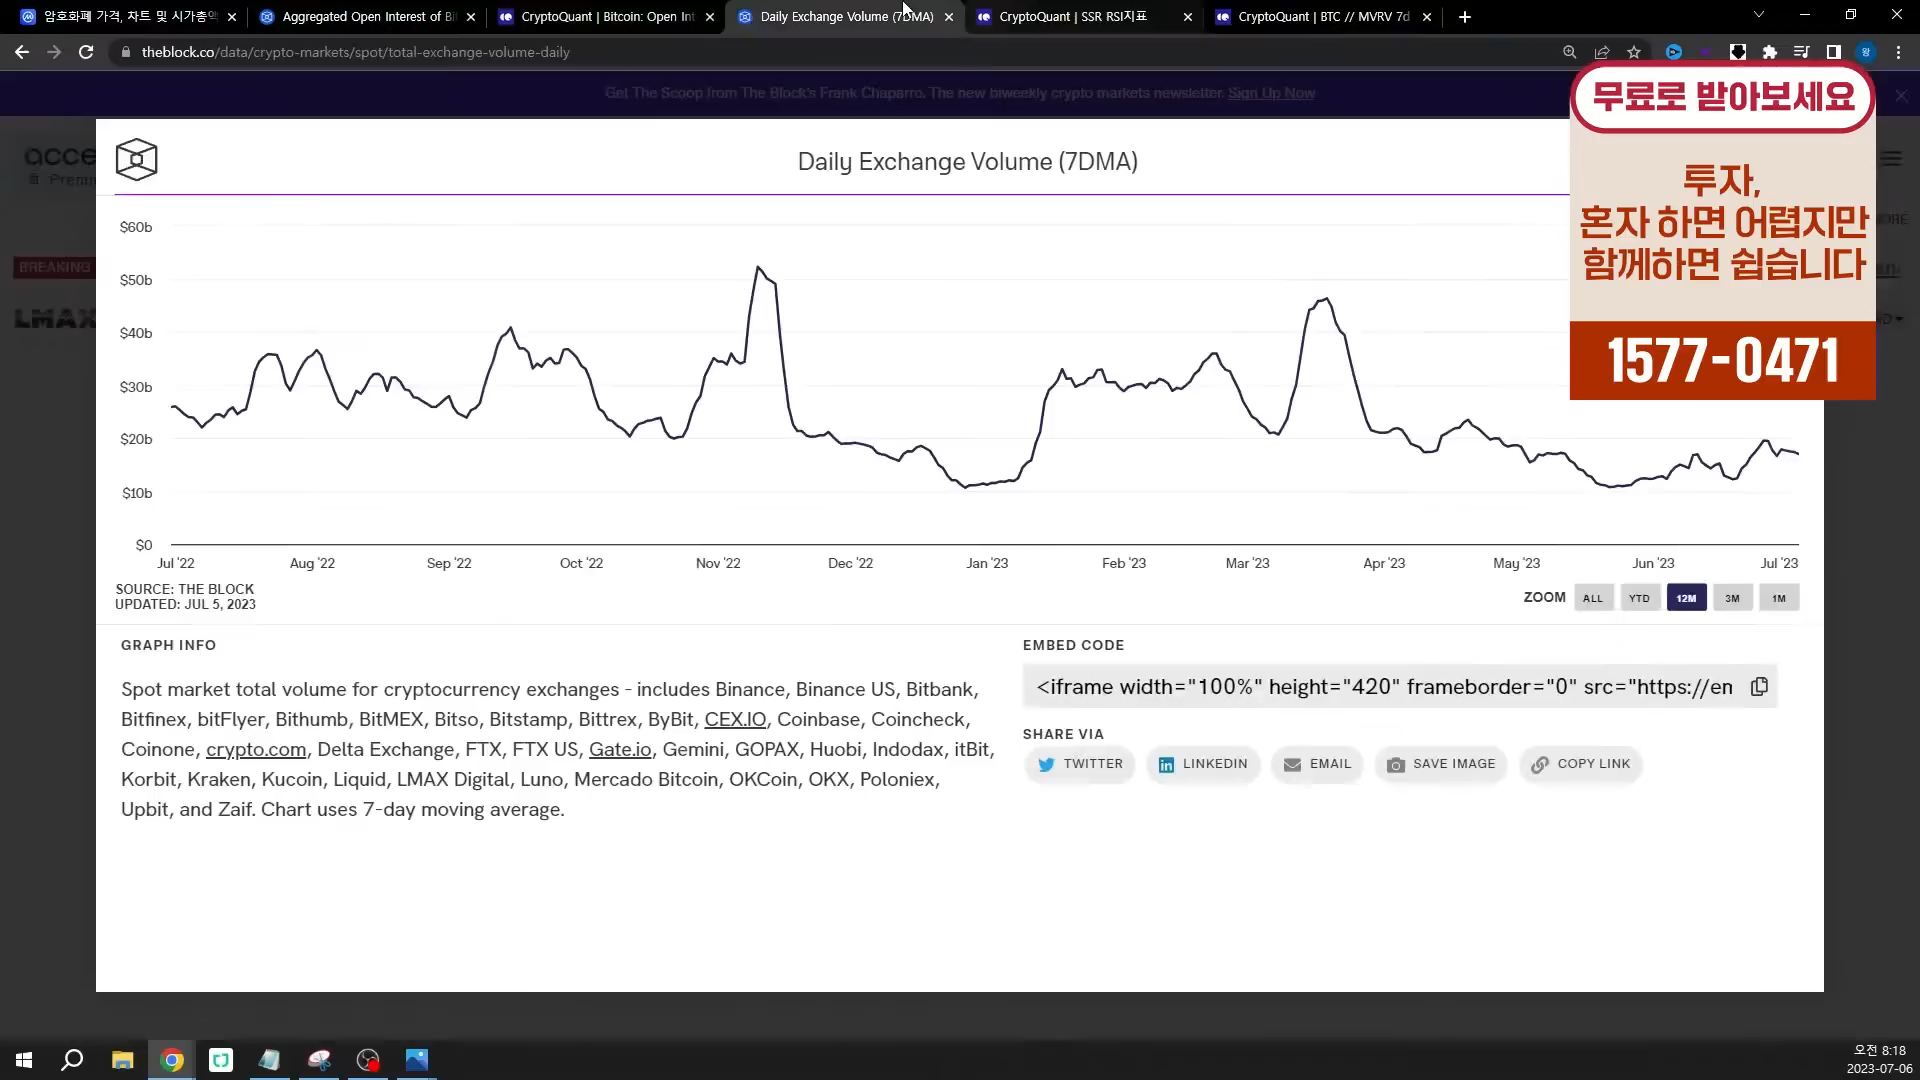 암호화폐 가격, 차트 및 시가총액
Aggregated Open Interest of Bi
CryptoQuant | Bitcoin: Open Int
Daily Exchange Volume (7DMA)
CryptoQuant | SSR RSI지표
CryptoQuant | BTC // MVRV 7d
theblock.co/data/crypto-markets/spot/total-exchange-volume-daily
왕
Get The Scoop from The Block's Frank Chaparro. The new biweekly crypto markets newsletter. Sign Up Now
무료로 받아보세요
투자,
혼자 하면 어렵지만
함께하면 쉽습니다
1577-0471
acce
BREAKING
LMAX
Daily Exchange Volume (7DMA)
$60b
$50b
$40b
$30b
$20b
$10b
$0
Jul '22 Aug '22 Sep '22 Oct '22 Nov '22 Dec '22 Jan '23 Feb '23 Mar '23 Apr '23 May '23 Jun '23 Jul '23
SOURCE: THE BLOCK
UPDATED: JUL 5, 2023
ZOOM ALL YTD 12M 3M 1M
GRAPH INFO
Spot market total volume for cryptocurrency exchanges - includes Binance, Binance US, Bitbank,
Bitfinex, bitFlyer, Bithumb, BitMEX, Bitso, Bitstamp, Bittrex, ByBit, CEX.IO, Coinbase, Coincheck,
Coinone, crypto.com, Delta Exchange, FTX, FTX US, Gate.io, Gemini, GOPAX, Huobi, Indodax, itBit,
Korbit, Kraken, Kucoin, Liquid, LMAX Digital, Luno, Mercado Bitcoin, OKCoin, OKX, Poloniex,
Upbit, and Zaif. Chart uses 7-day moving average.
EMBED CODE
<iframe width="100%" height="420" frameborder="0" src="https://en
SHARE VIA
TWITTER LINKEDIN EMAIL SAVE IMAGE COPY LINK
오전 8:18
2023-07-06